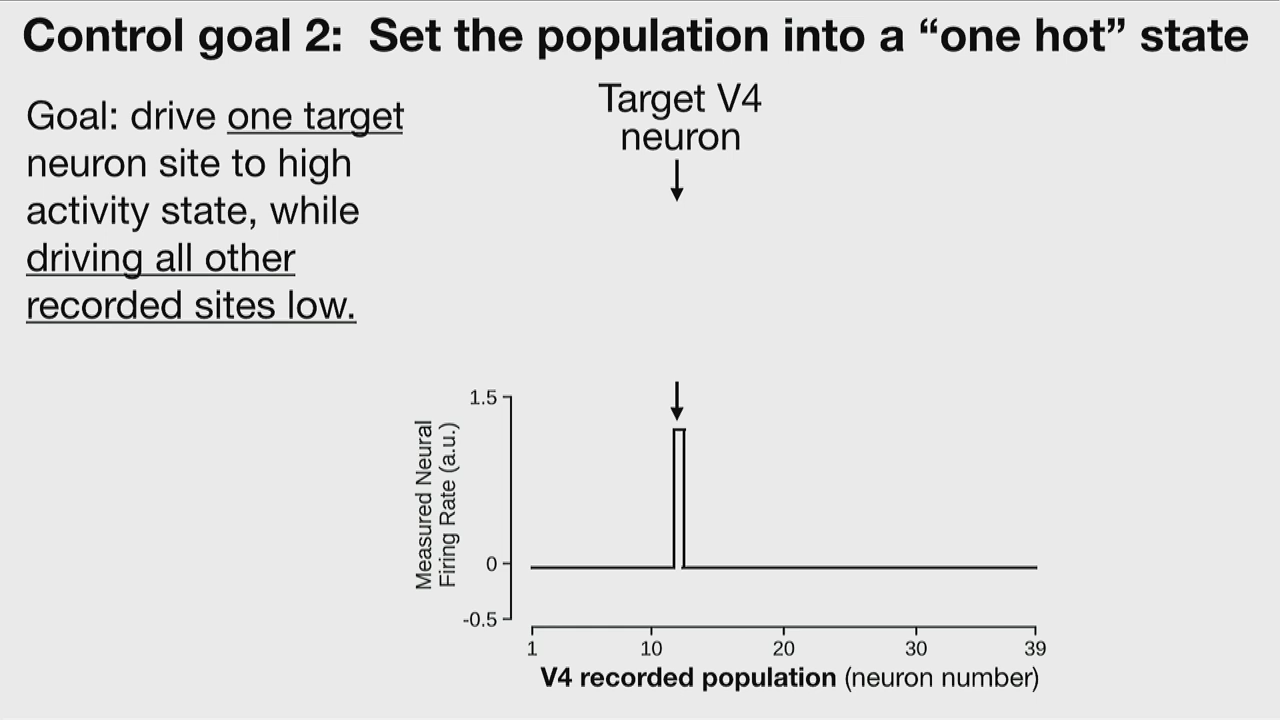 Control goal 2:  Set the population into a “one hot” state
Goal: drive one target
neuron site to high
activity state, while
driving all other
recorded sites low.
Target V4
neuron
Measured Neural
Firing Rate (a.u.)
1.5
0
-0.5
1
10
20
30
39
V4 recorded population (neuron number)